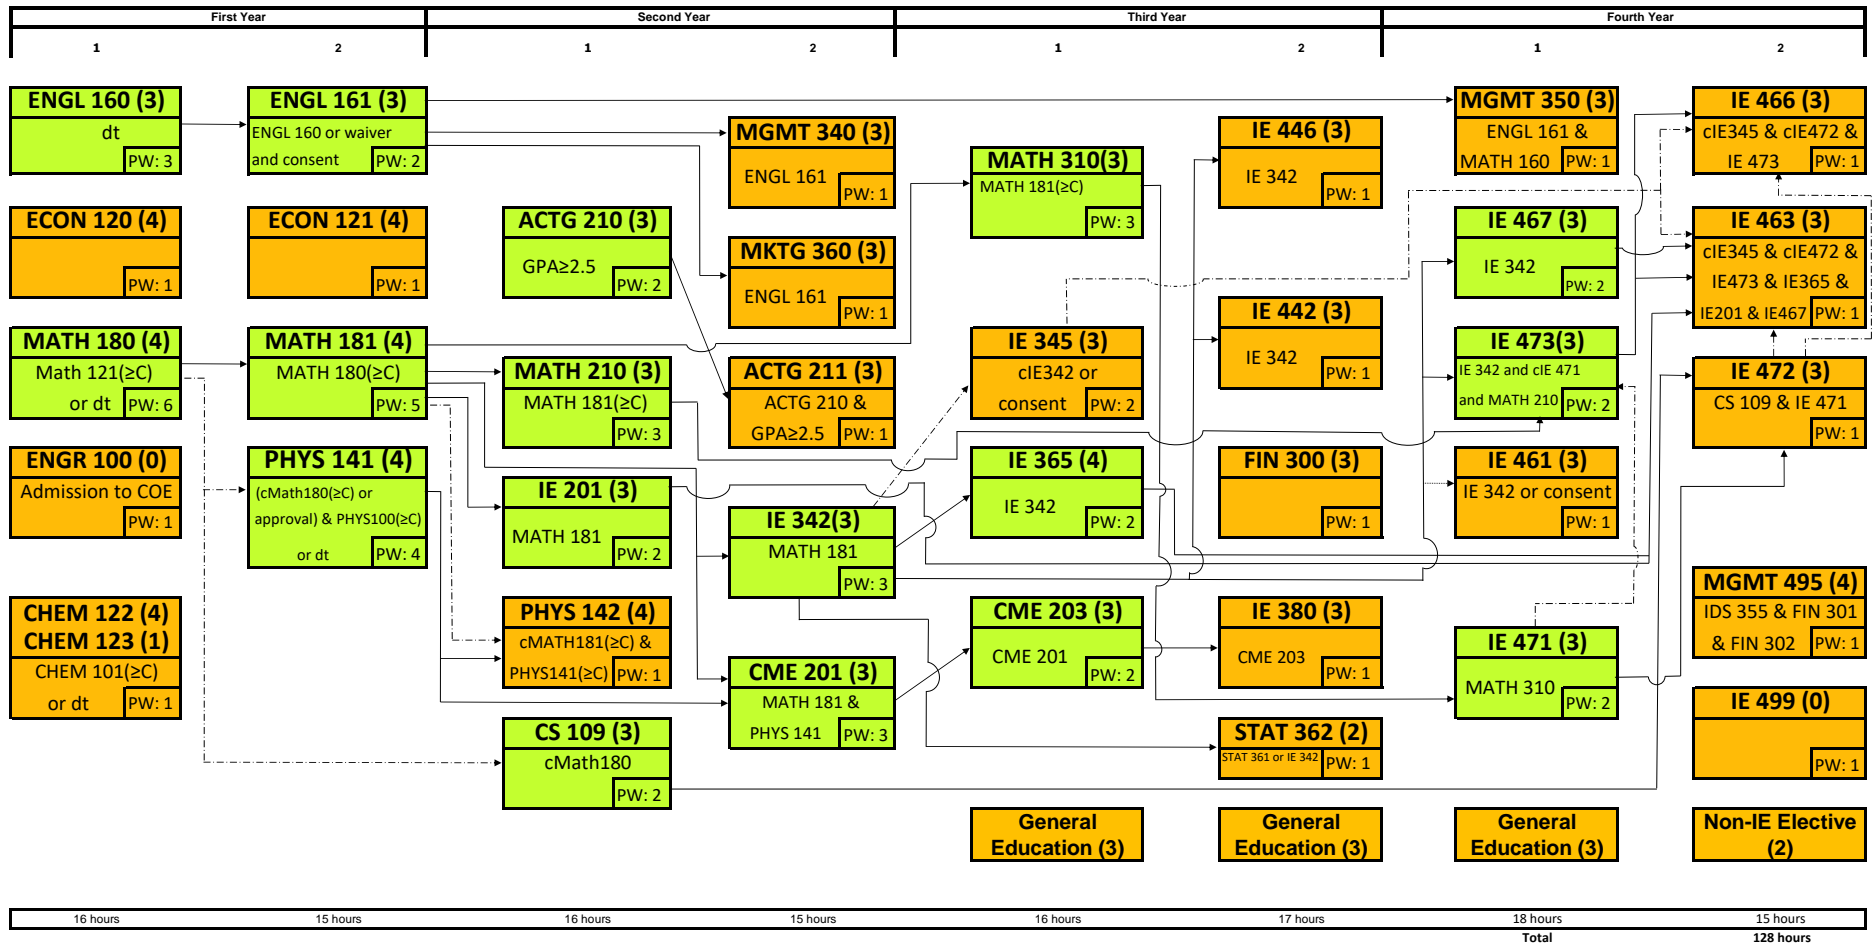 First Year
Second Year
Third Year
Fourth Year
1
2
1
2
1
2
1
2
ENGL 160 (3)
dt
PW: 3
ECON 120 (4)
PW: 1
MATH 180 (4)
Math 121(≥C)
or dt
PW: 6
ENGR 100 (0)
Admission to COE
PW: 1
CHEM 122 (4)
CHEM 123 (1)
CHEM 101(≥C)
or dt
PW: 1
ENGL 161 (3)
ENGL 160 or waiver
and consent
PW: 2
ECON 121 (4)
PW: 1
MATH 181 (4)
MATH 180(≥C)
PW: 5
PHYS 141 (4)
(cMath180(≥C) or
approval) & PHYS100(≥C)
or dt
PW: 4
ACTG 210 (3)
GPA≥2.5
PW: 2
MATH 210 (3)
MATH 181(≥C)
PW: 3
IE 201 (3)
MATH 181
PW: 2
PHYS 142 (4)
cMATH181(≥C) &
PHYS141(≥C)
PW: 1
CS 109 (3)
cMath180
PW: 2
MGMT 340 (3)
ENGL 161
PW: 1
MKTG 360 (3)
ENGL 161
PW: 1
ACTG 211 (3)
ACTG 210 &
GPA≥2.5
PW: 1
IE 342(3)
MATH 181
PW: 3
CME 201 (3)
MATH 181 &
PHYS 141
PW: 3
MATH 310(3)
MATH 181(≥C)
PW: 3
IE 345 (3)
cIE342 or
consent
PW: 2
IE 365 (4)
IE 342
PW: 2
CME 203 (3)
CME 201
PW: 2
General
Education (3)
IE 446 (3)
IE 342
PW: 1
IE 442 (3)
IE 342
PW: 1
FIN 300 (3)
PW: 1
IE 380 (3)
CME 203
PW: 1
STAT 362 (2)
STAT 361 or IE 342
PW: 1
General
Education (3)
MGMT 350 (3)
ENGL 161 &
MATH 160
PW: 1
IE 467 (3)
IE 342
PW: 2
IE 473(3)
IE 342 and cIE 471
and MATH 210
PW: 2
IE 461 (3)
IE 342 or consent
PW: 1
IE 471 (3)
MATH 310
PW: 2
General
Education (3)
IE 466 (3)
cIE345 & cIE472 &
IE 473
PW: 1
IE 463 (3)
cIE345 & cIE472 &
IE473 & IE365 &
IE201 & IE467
PW: 1
IE 472 (3)
CS 109 & IE 471
PW: 1
MGMT 495 (4)
IDS 355 & FIN 301
& FIN 302
PW: 1
IE 499 (0)
PW: 1
Non-IE Elective
(2)
16 hours
15 hours
16 hours
15 hours
16 hours
17 hours
18 hours
15 hours
Total
128 hours